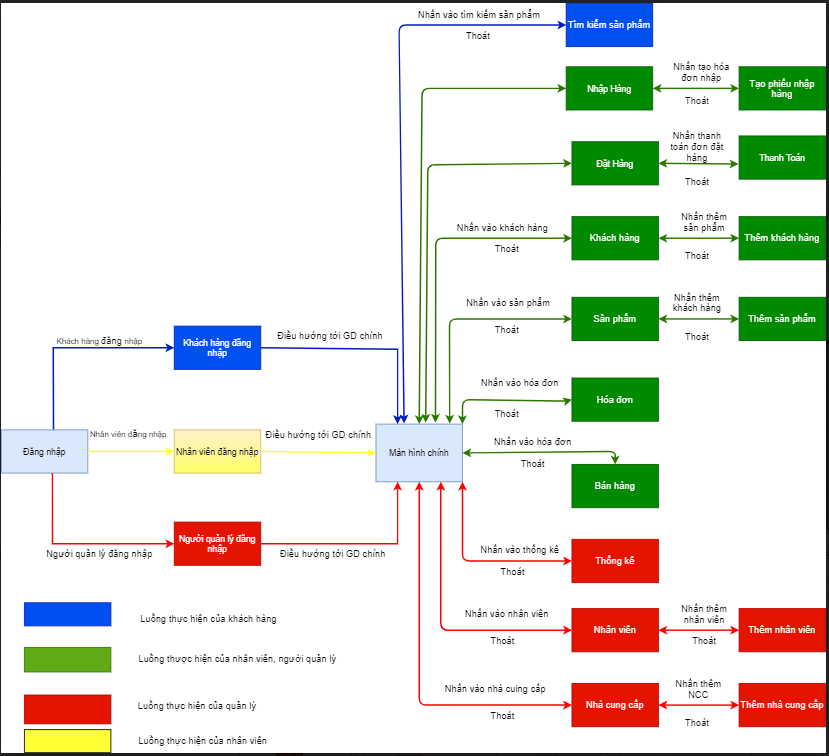 Nhấn vào tìm kiếm sản phẩm
Thoát
Tìm kiếm sản phẩm
Nhập Hàng
Nhấn tạo hóa
đơn nhập
Thoát
Tạo phiếu nhập
hàng
Đặt Hàng
Nhấn thanh
toán đơn đặt
hàng
Thoát
Thanh Toán
Nhấn vào khách hàng
Thoát
Khách hàng
Nhấn thêm
sản phẩm
Thoát
Thêm khách hàng
Nhấn vào sản phẩm
Thoát
Sản phẩm
Nhấn thêm
khách hàng
Thoát
Thêm sản phẩm
Khách hàng đăng nhập
Khách hàng đăng
nhập
Điều hướng tới GD chính
Nhấn vào hóa đơn
Thoát
Hóa đơn
Đăng nhập
Nhân viên đăng nhập
Nhân viên đăng nhập
Điều hướng tới GD chính
Màn hình chính
Nhấn vào hóa đơn
Thoát
Bán hàng
Người quản lý đăng nhập
Người quản lý đăng
nhập
Điều hướng tới GD chính
Nhấn vào thống kê
Thoát
Thống kê
Nhấn vào nhân viên
Thoát
Nhân viên
Nhấn thêm
nhân viên
Thoát
Thêm nhân viên
Nhấn vào nhà cuing cấp
Thoát
Nhà cung cấp
Nhấn thêm
NCC
Thoát
Thêm nhà cung cấp
Luồng thực hiện của khách hàng
Luồng thược hiện của nhân viên, người quản lý
Luồng thực hiện của quản lý
Luồng thực hiện của nhân viên